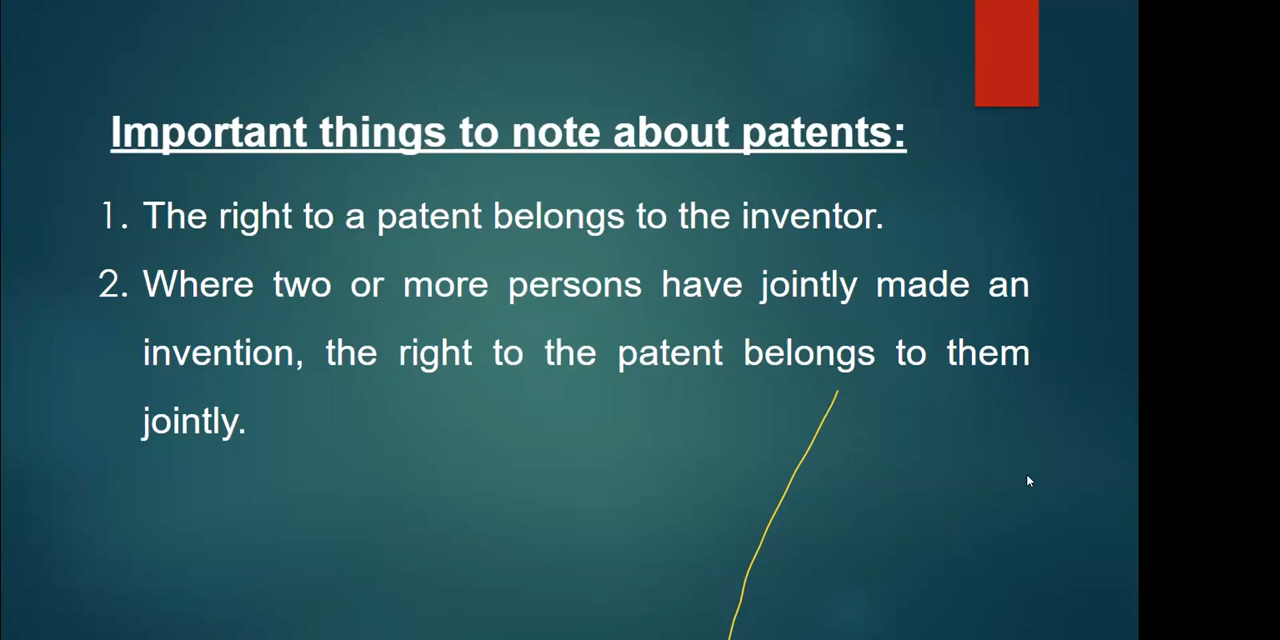 Important things to note about patents:
1. The right to a patent belongs to the inventor.
2. Where two or more persons have jointly made an
invention, the right to the patent belongs to them
jointly.